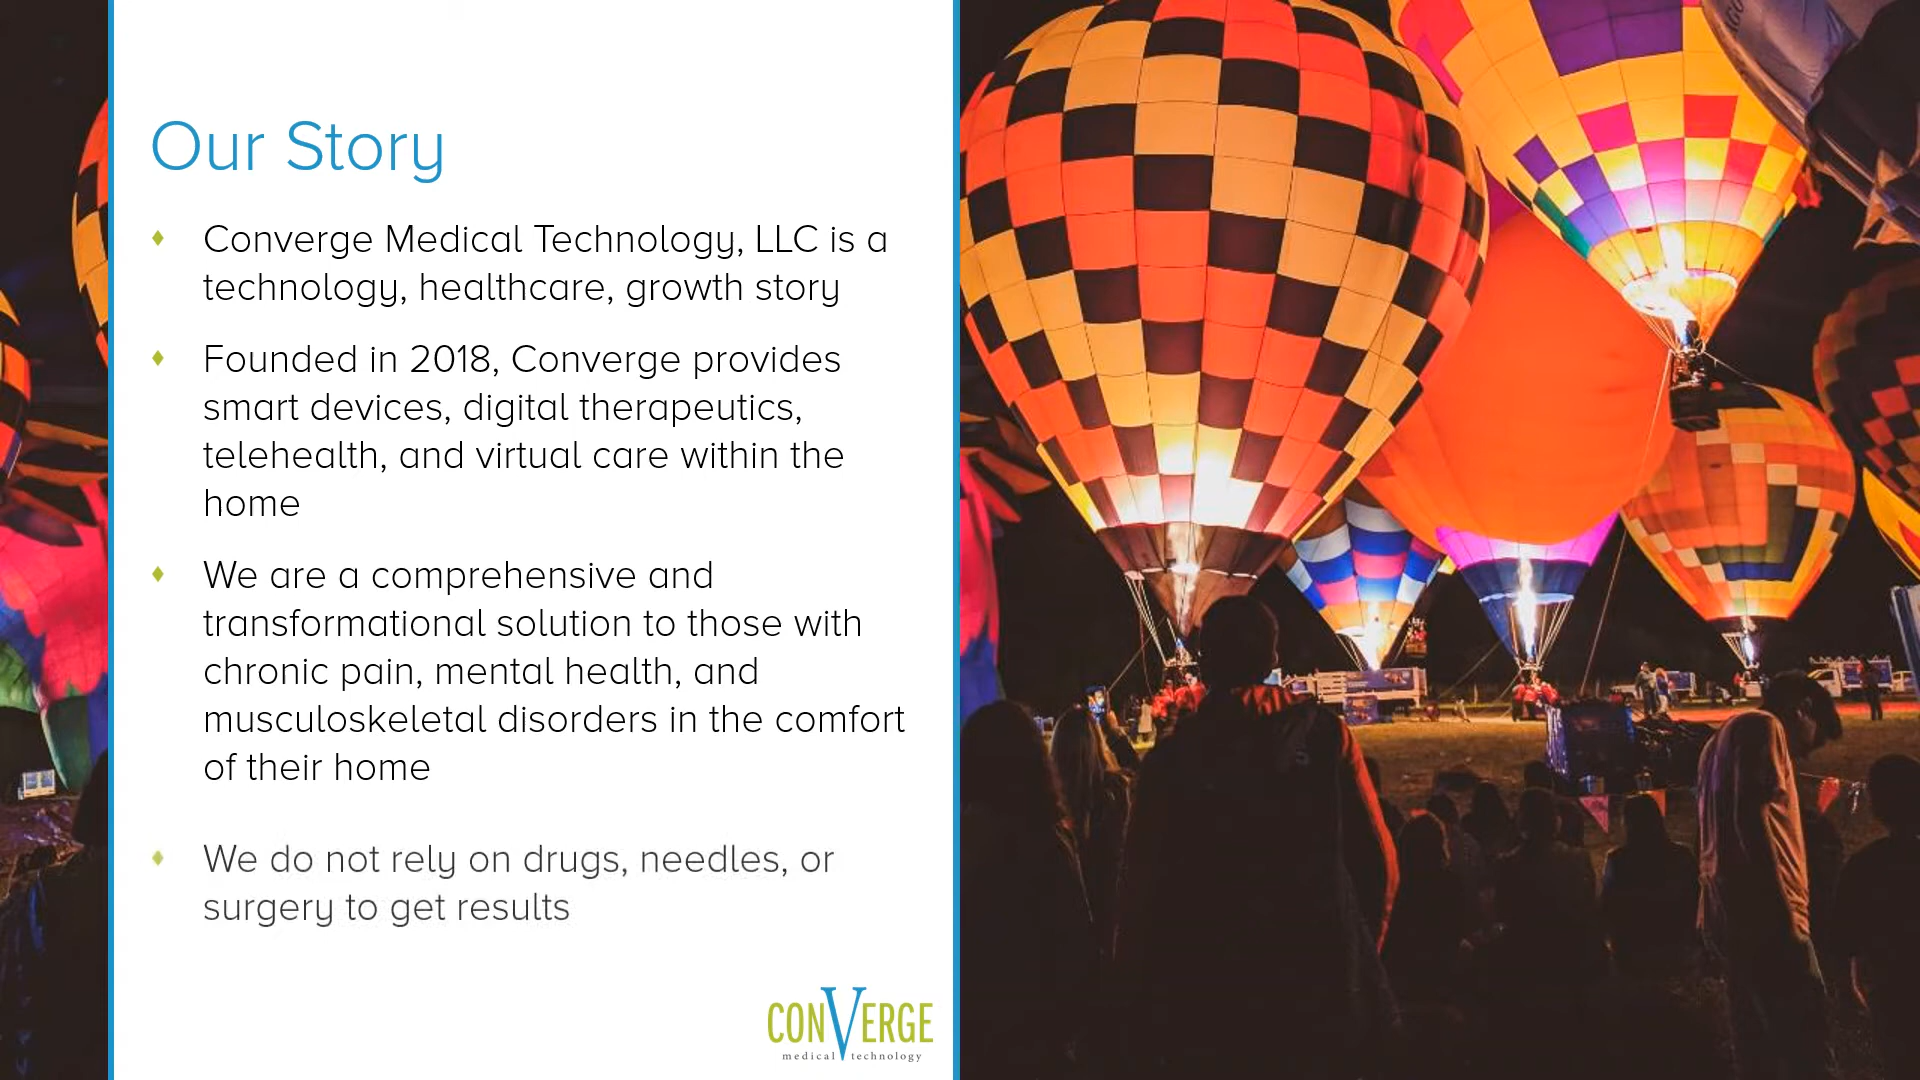 Our Story
Converge Medical Technology, LLC is a
technology, healthcare, growth story
Founded in 2018, Converge provides
smart devices, digital therapeutics,
telehealth, and virtual care within the
home
We are a comprehensive and
transformational solution to those with
chronic pain, mental health, and
musculoskeletal disorders in the comfort
of their home
We do not rely on drugs, needles, or
surgery to get results
CONVERGE
medical technology